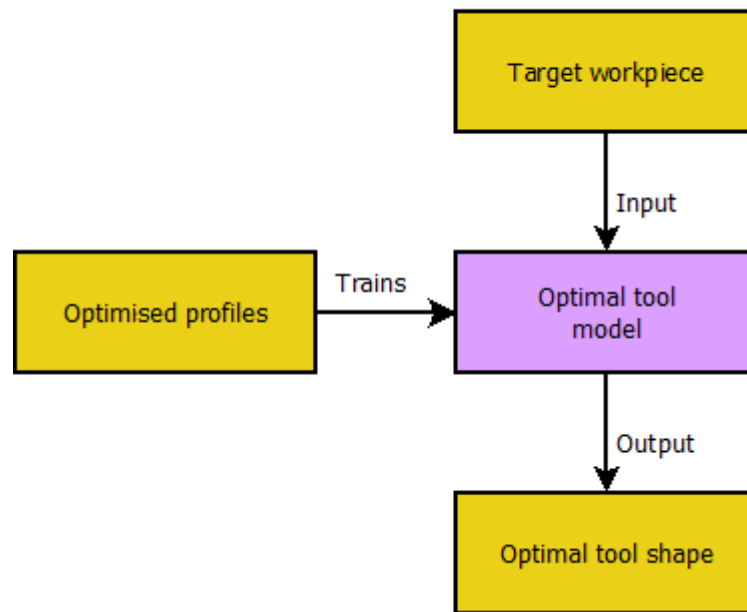 Target workpiece
Input
Trains
Optimised profiles
Optimal tool
model
Output
Optimal tool shape